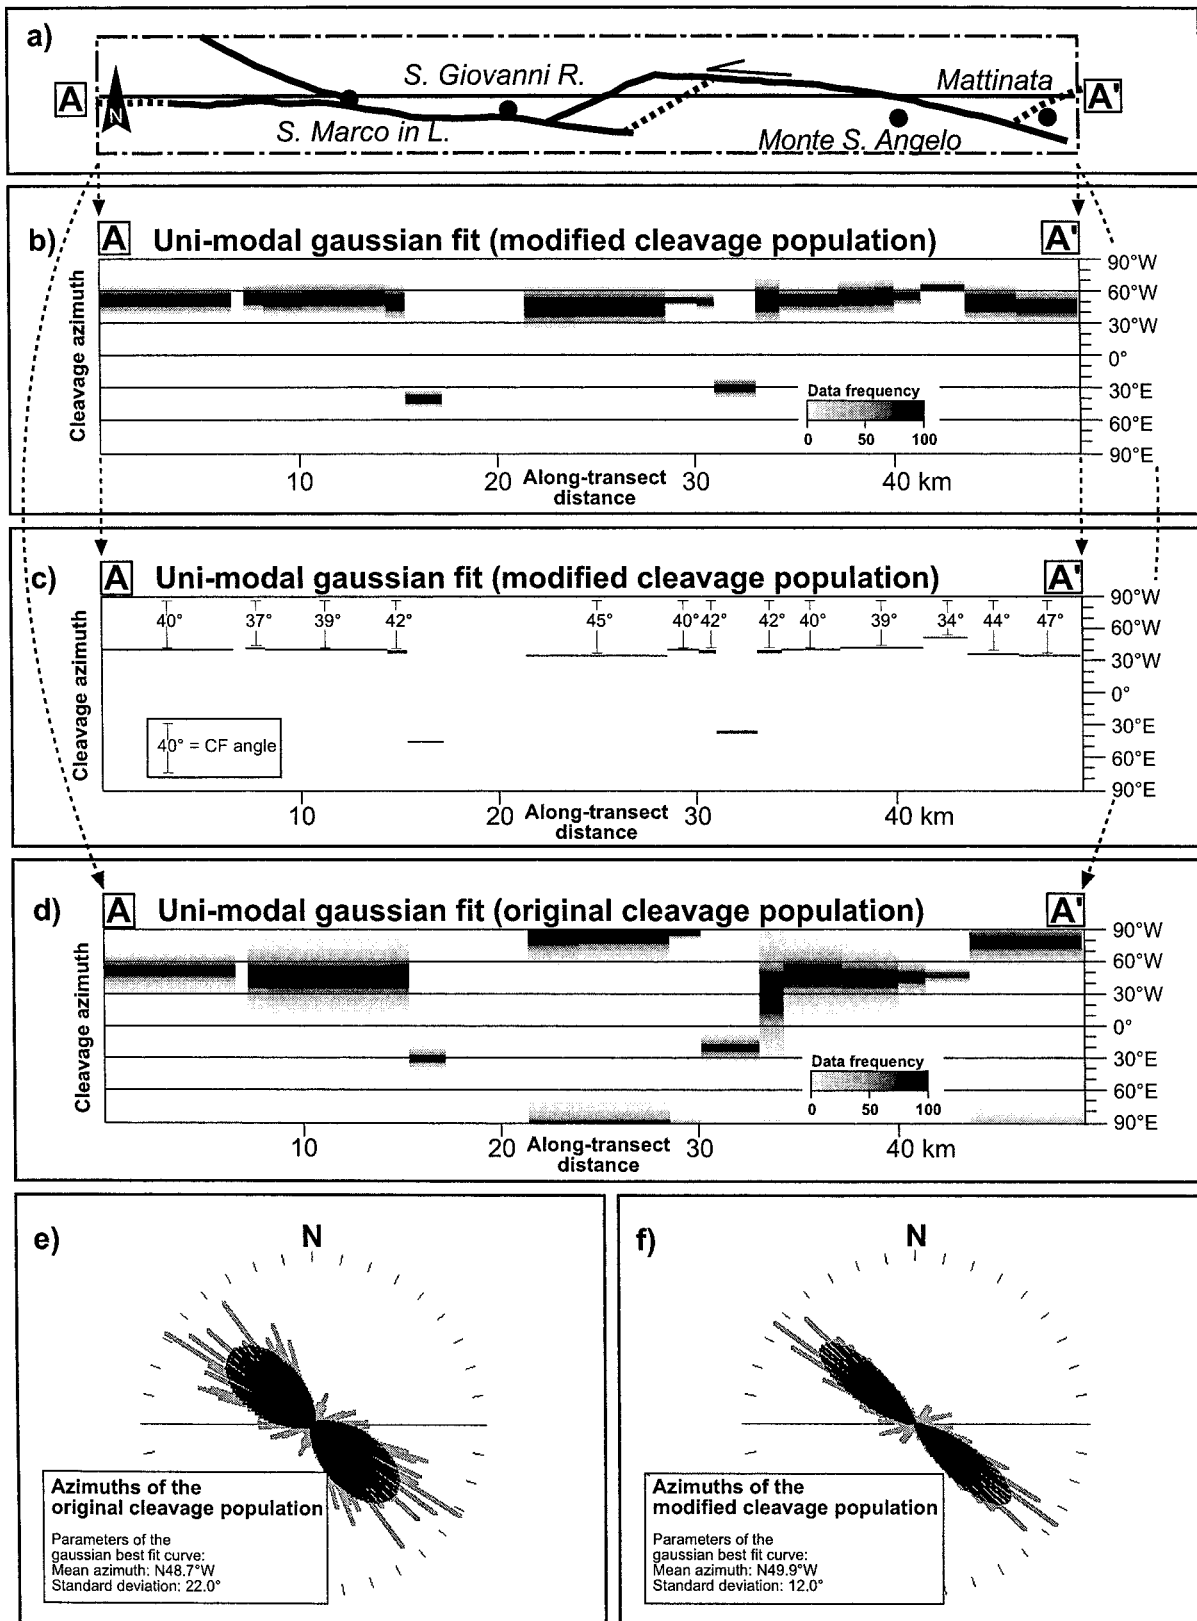 a)
A
N
S. Giovanni R.
S. Marco in L.
Mattinata
Monte S. Angelo
A'
b)
A
Uni-modal gaussian fit (modified cleavage population)
A'
Cleavage azimuth
90°W
60°W
30°W
0°
30°E
60°E
90°E
Data frequency
0 50 100
10 20 Along-transect distance 30 40 km
c)
A
Uni-modal gaussian fit (modified cleavage population)
A'
Cleavage azimuth
40° 37° 39° 42° 45° 40° 42° 42° 40° 39° 34° 44° 47°
90°W
60°W
30°W
0°
30°E
60°E
90°E
40° = CF angle
10 20 Along-transect distance 30 40 km
d)
A
Uni-modal gaussian fit (original cleavage population)
A'
Cleavage azimuth
90°W
60°W
30°W
0°
30°E
60°E
90°E
Data frequency
0 50 100
10 20 Along-transect distance 30 40 km
e)
N
Azimuths of the
original cleavage population
Parameters of the
gaussian best fit curve:
Mean azimuth: N48.7°W
Standard deviation: 22.0°
f)
N
Azimuths of the
modified cleavage population
Parameters of the
gaussian best fit curve:
Mean azimuth: N49.9°W
Standard deviation: 12.0°